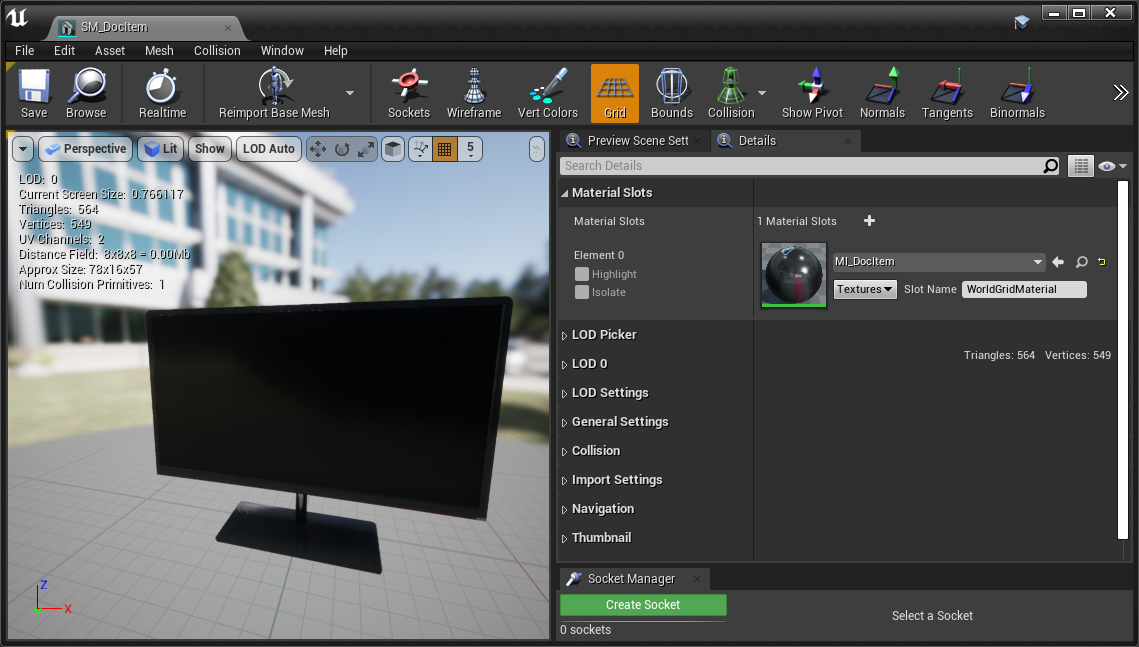 SM_DocItem
File Edit Asset Mesh Collision Window Help
Save Browse Realtime Reimport Base Mesh Sockets Wireframe Vert Colors Grid Bounds Collision Show Pivot Normals Tangents Binormals
Perspective Lit Show LOD Auto 5
LOD: 0
Current Screen Size: 0.766117
Triangles: 564
Vertices: 549
UV Channels: 2
Distance Field: 8x8x8 = 0.00Mb
Approx Size: 78x16x57
Num Collision Primitives: 1
Z
X
Preview Scene Sett Details
Search Details
Material Slots
Material Slots 1 Material Slots
Element 0
Highlight
Isolate
MI_DocItem
Textures Slot Name WorldGridMaterial
LOD Picker
Triangles: 564 Vertices: 549
LOD 0
LOD Settings
General Settings
Collision
Import Settings
Navigation
Thumbnail
Socket Manager
Create Socket
0 sockets
Select a Socket